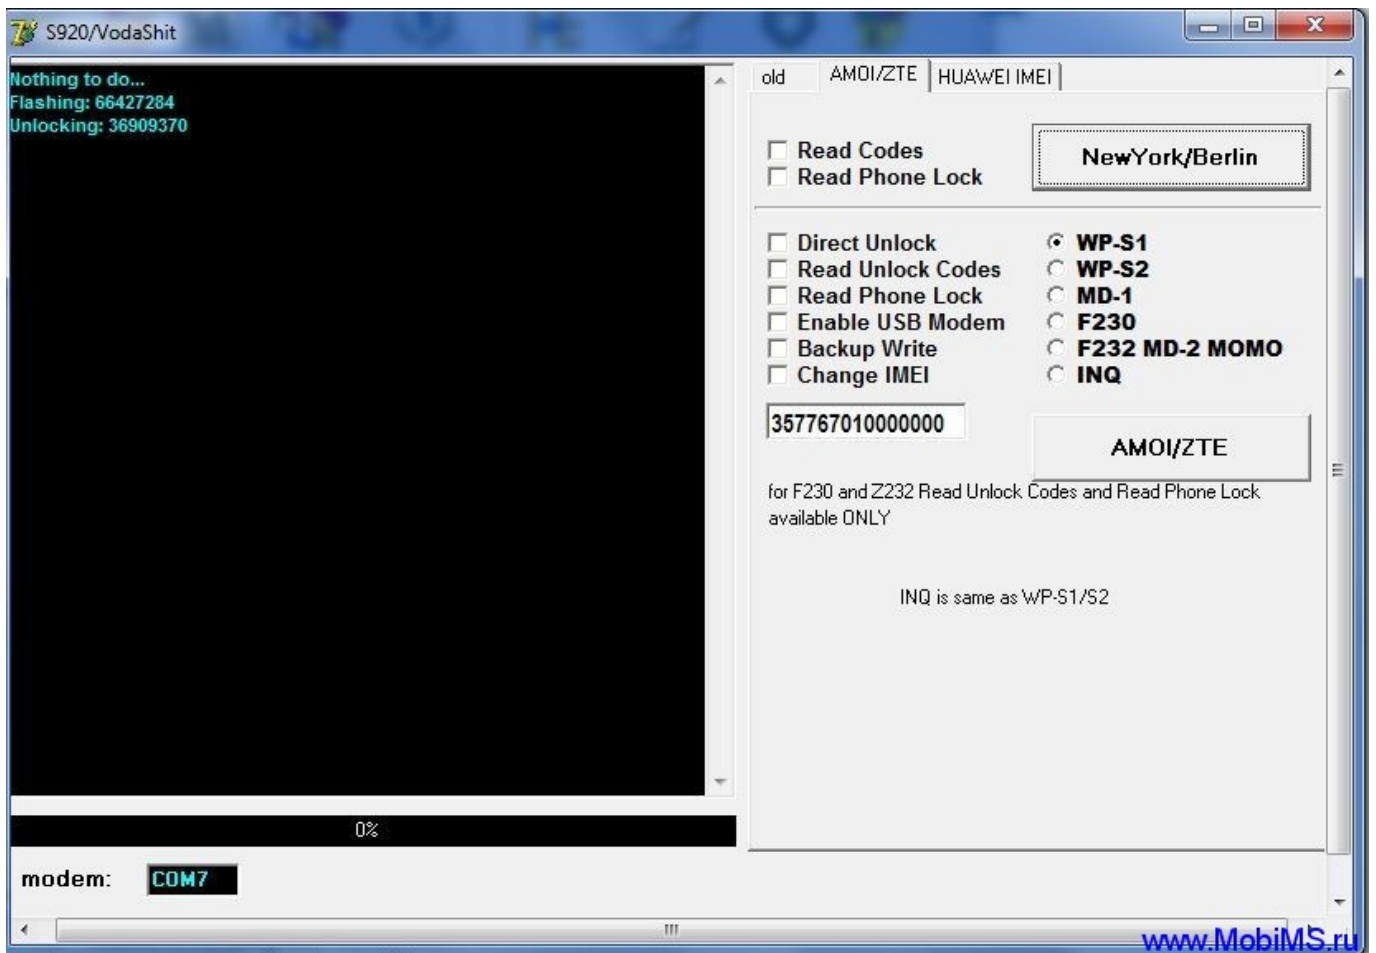 S920/VodaShit
Nothing to do...
Flashing: 66427284
Unlocking: 36909370
0%
modem: COM7
old AMOI/ZTE HUAWEI IMEI
Read Codes
Read Phone Lock
NewYork/Berlin
Direct Unlock
Read Unlock Codes
Read Phone Lock
Enable USB Modem
Backup Write
Change IMEI
WP-S1
WP-S2
MD-1
F230
F232 MD-2 MOMO
INQ
357767010000000
AMOI/ZTE
for F230 and Z232 Read Unlock Codes and Read Phone Lock
available ONLY
INQ is same as WP-S1/S2
www.MobiMS.ru